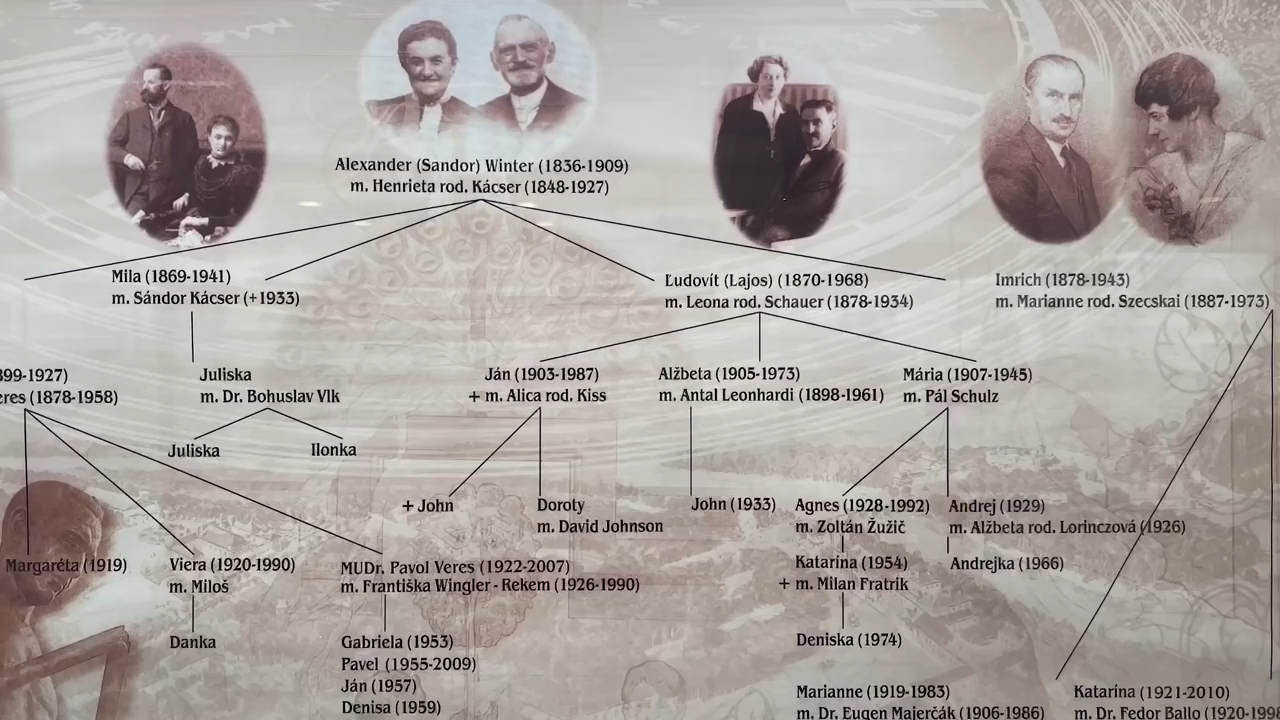 Alexander (Sandor) Winter (1836-1909)
m. Henrieta rod. Kácser (1848-1927)
Mila (1869-1941)
m. Sándor Kácser (+1933)
Ľudovít (Lajos) (1870-1968)
m. Leona rod. Schauer (1878-1934)
Imrich (1878-1943)
m. Marianne rod. Szecskai (1887-1973)
399-1927)
eres (1878-1958)
Juliska
m. Dr. Bohuslav Vlk
Ján (1903-1987)
+ m. Alica rod. Kiss
Alžbeta (1905-1973)
m. Antal Leonhardi (1898-1961)
Mária (1907-1945)
m. Pál Schulz
Juliska
Ilonka
+ John
Doroty
m. David Johnson
John (1933)
Agnes (1928-1992)
m. Zoltán Žužič
Andrej (1929)
m. Alžbeta rod. Lorinczová (1926)
Margaréta (1919)
Viera (1920-1990)
m. Miloš
MUDr. Pavol Veres (1922-2007)
m. Františka Wingler - Rekem (1926-1990)
Katarína (1954)
+ m. Milan Fratrik
Andrejka (1966)
Danka
Gabriela (1953)
Pavel (1955-2009)
Ján (1957)
Denisa (1959)
Deniska (1974)
Marianne (1919-1983)
m. Dr. Eugen Majerčák (1906-1986)
Katarína (1921-2010)
m. Dr. Fedor Ballo (1920-199